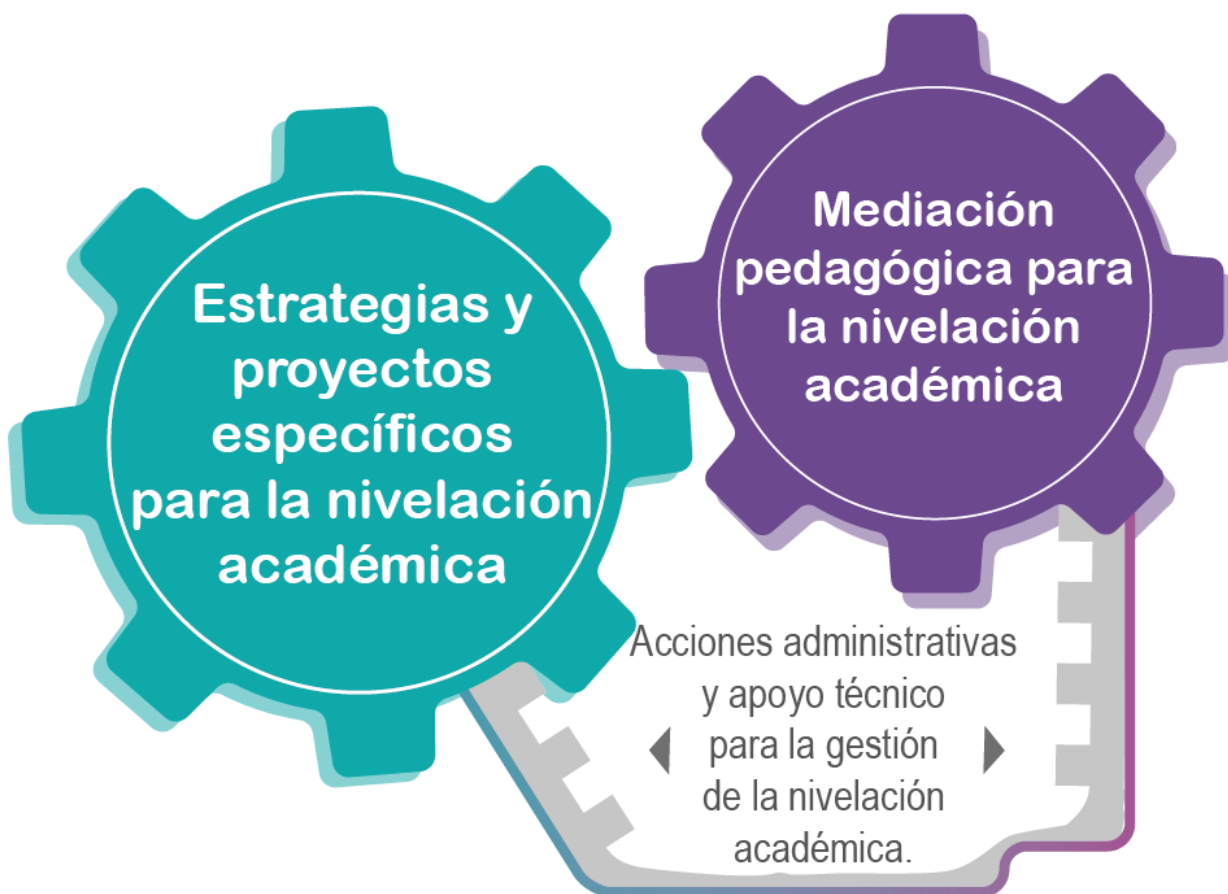 Estrategias y
proyectos
específicos
para la nivelación
académica
Mediación
pedagógica para
la nivelación
académica
Acciones administrativas
y apoyo técnico
para la gestión
de la nivelación
académica.